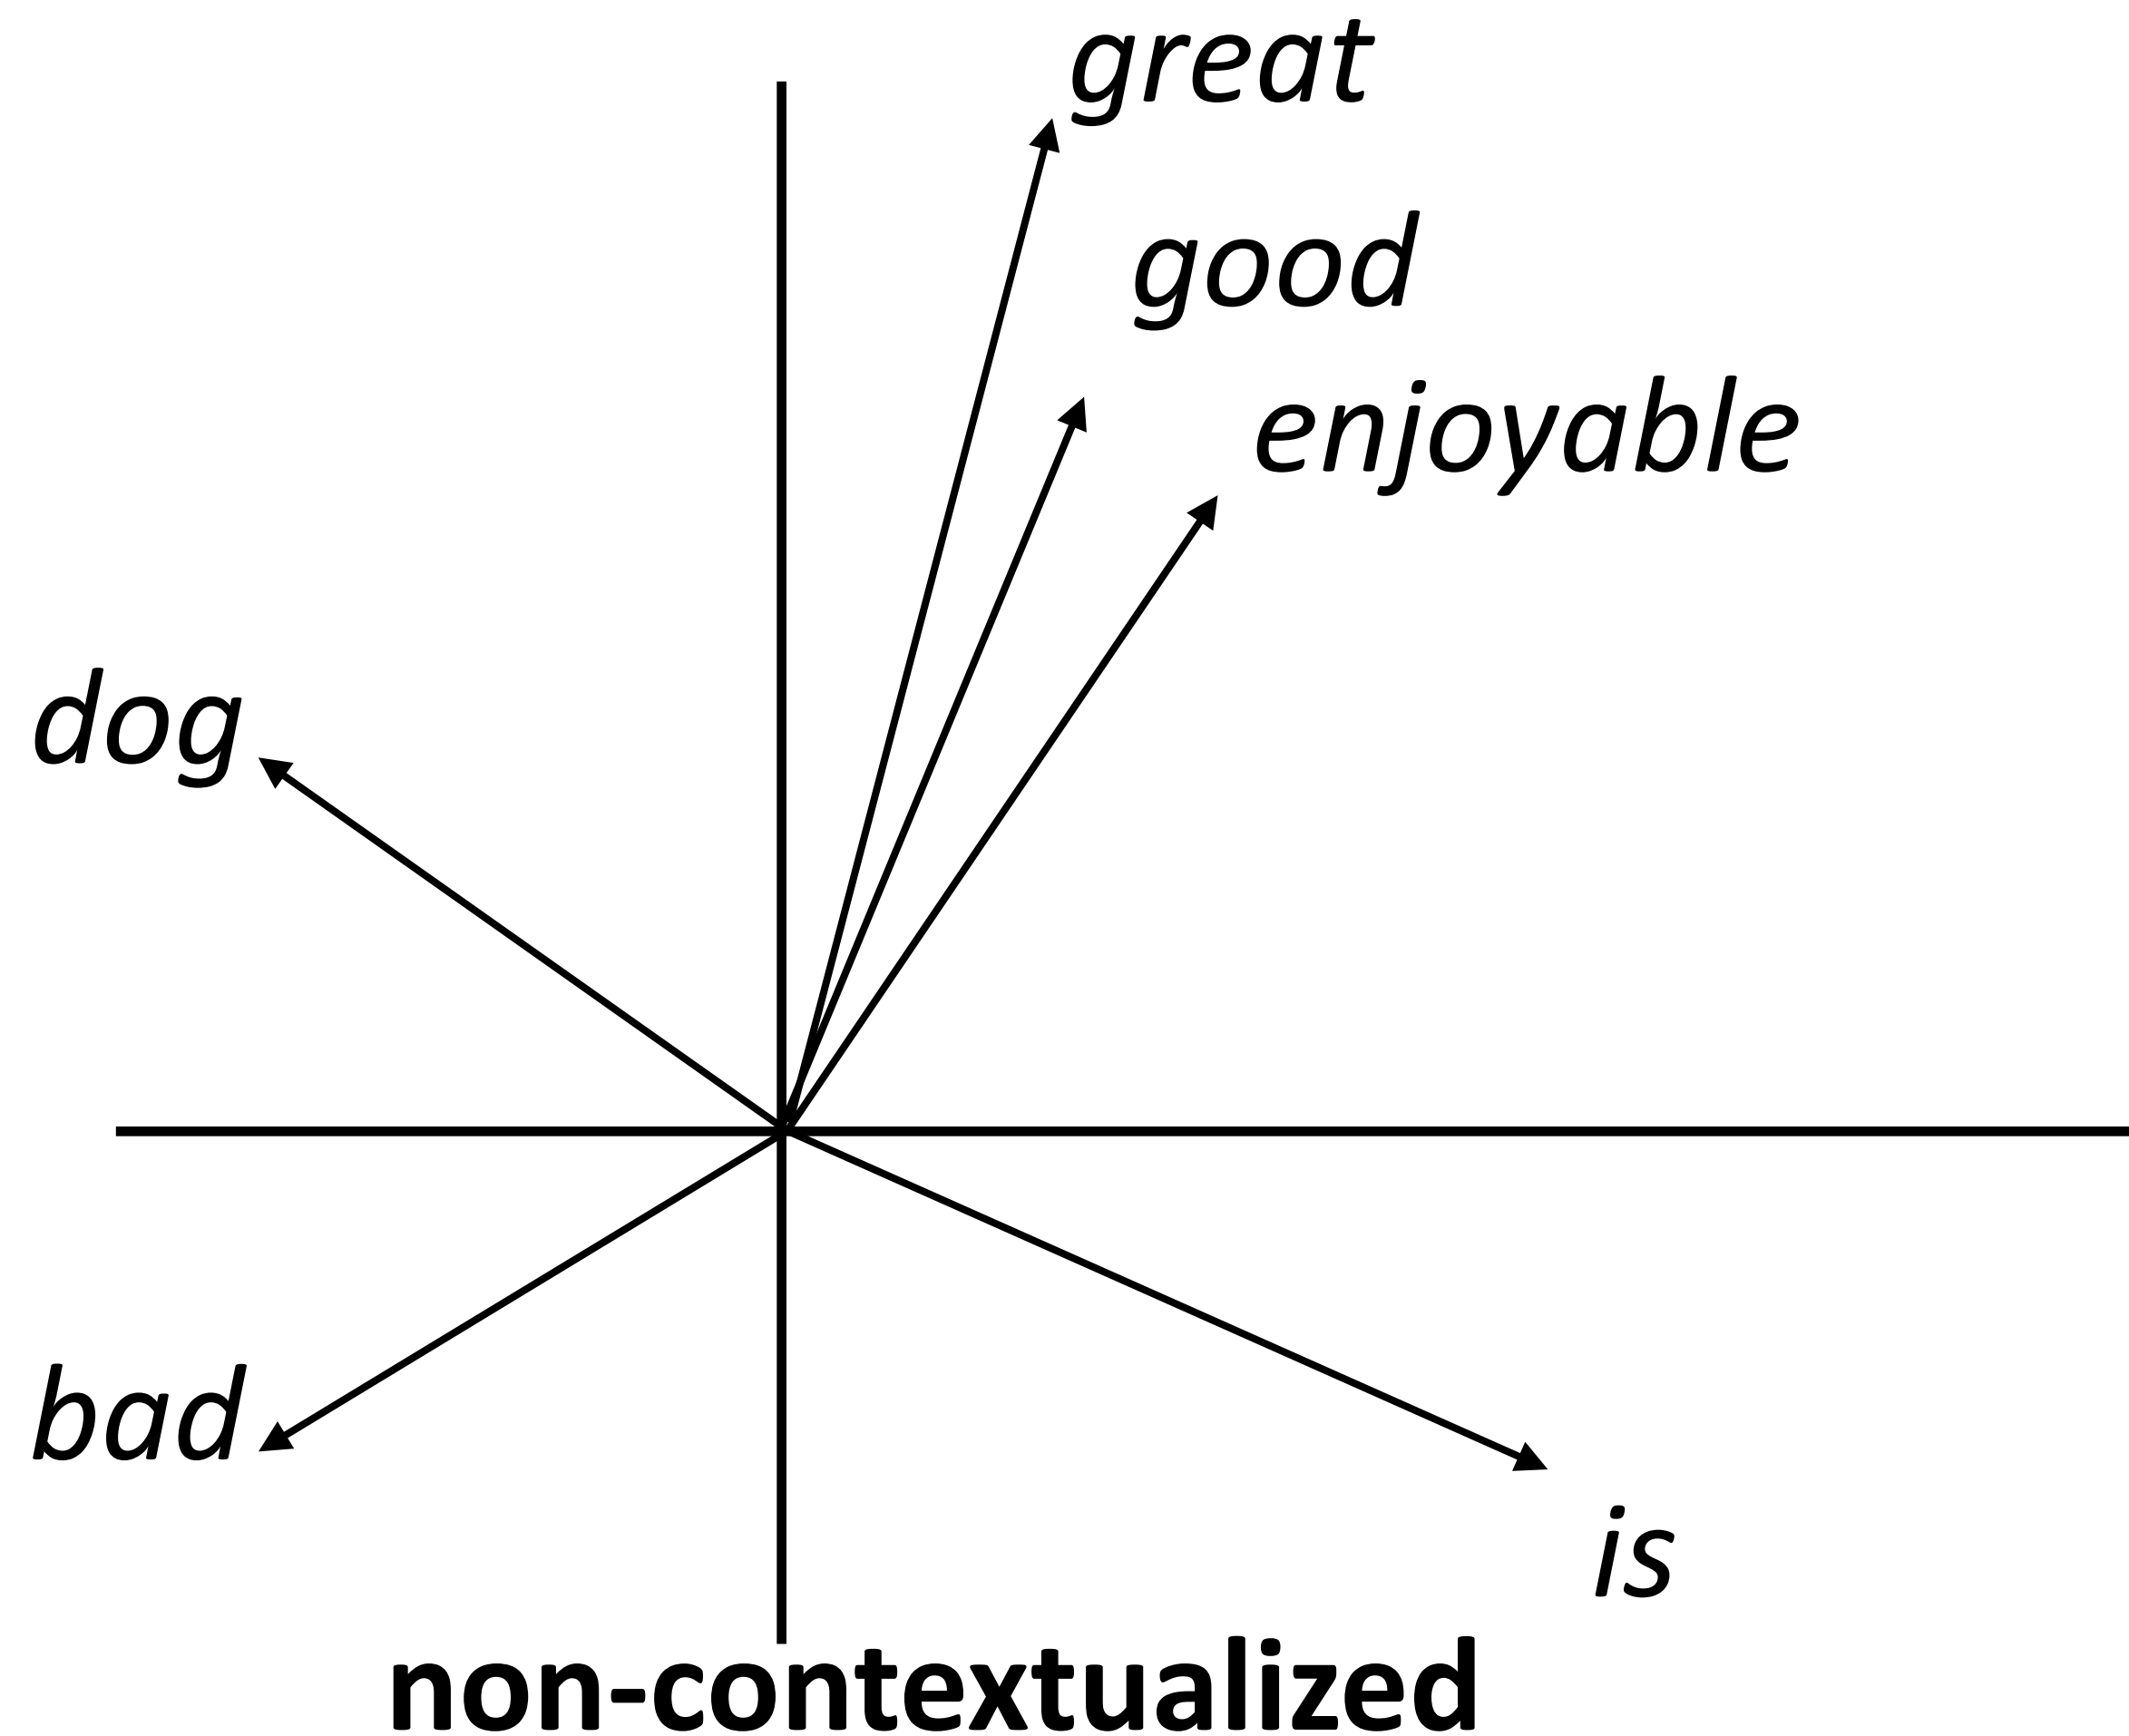 great
good
enjoyable
dog
bad
is
non-contextualized